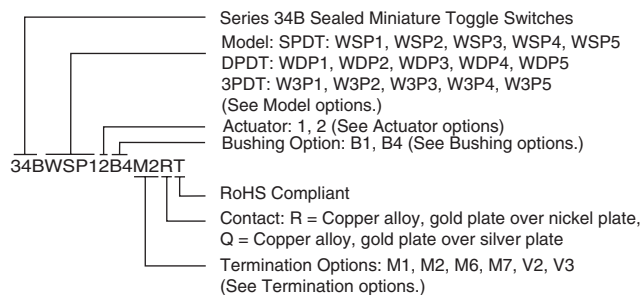 Series 34B Sealed Miniature Toggle Switches
Model: SPDT: WSP1, WSP2, WSP3, WSP4, WSP5
DPDT: WDP1, WDP2, WDP3, WDP4, WDP5
3PDT: W3P1, W3P2, W3P3, W3P4, W3P5
(See Model options.)
Actuator: 1, 2 (See Actuator options)
Bushing Option: B1, B4 (See Bushing options.)
34BWSP12B4M2RT
RoHS Compliant
Contact: R = Copper alloy, gold plate over nickel plate,
Q = Copper alloy, gold plate over silver plate
Termination Options: M1, M2, M6, M7, V2, V3
(See Termination options.)